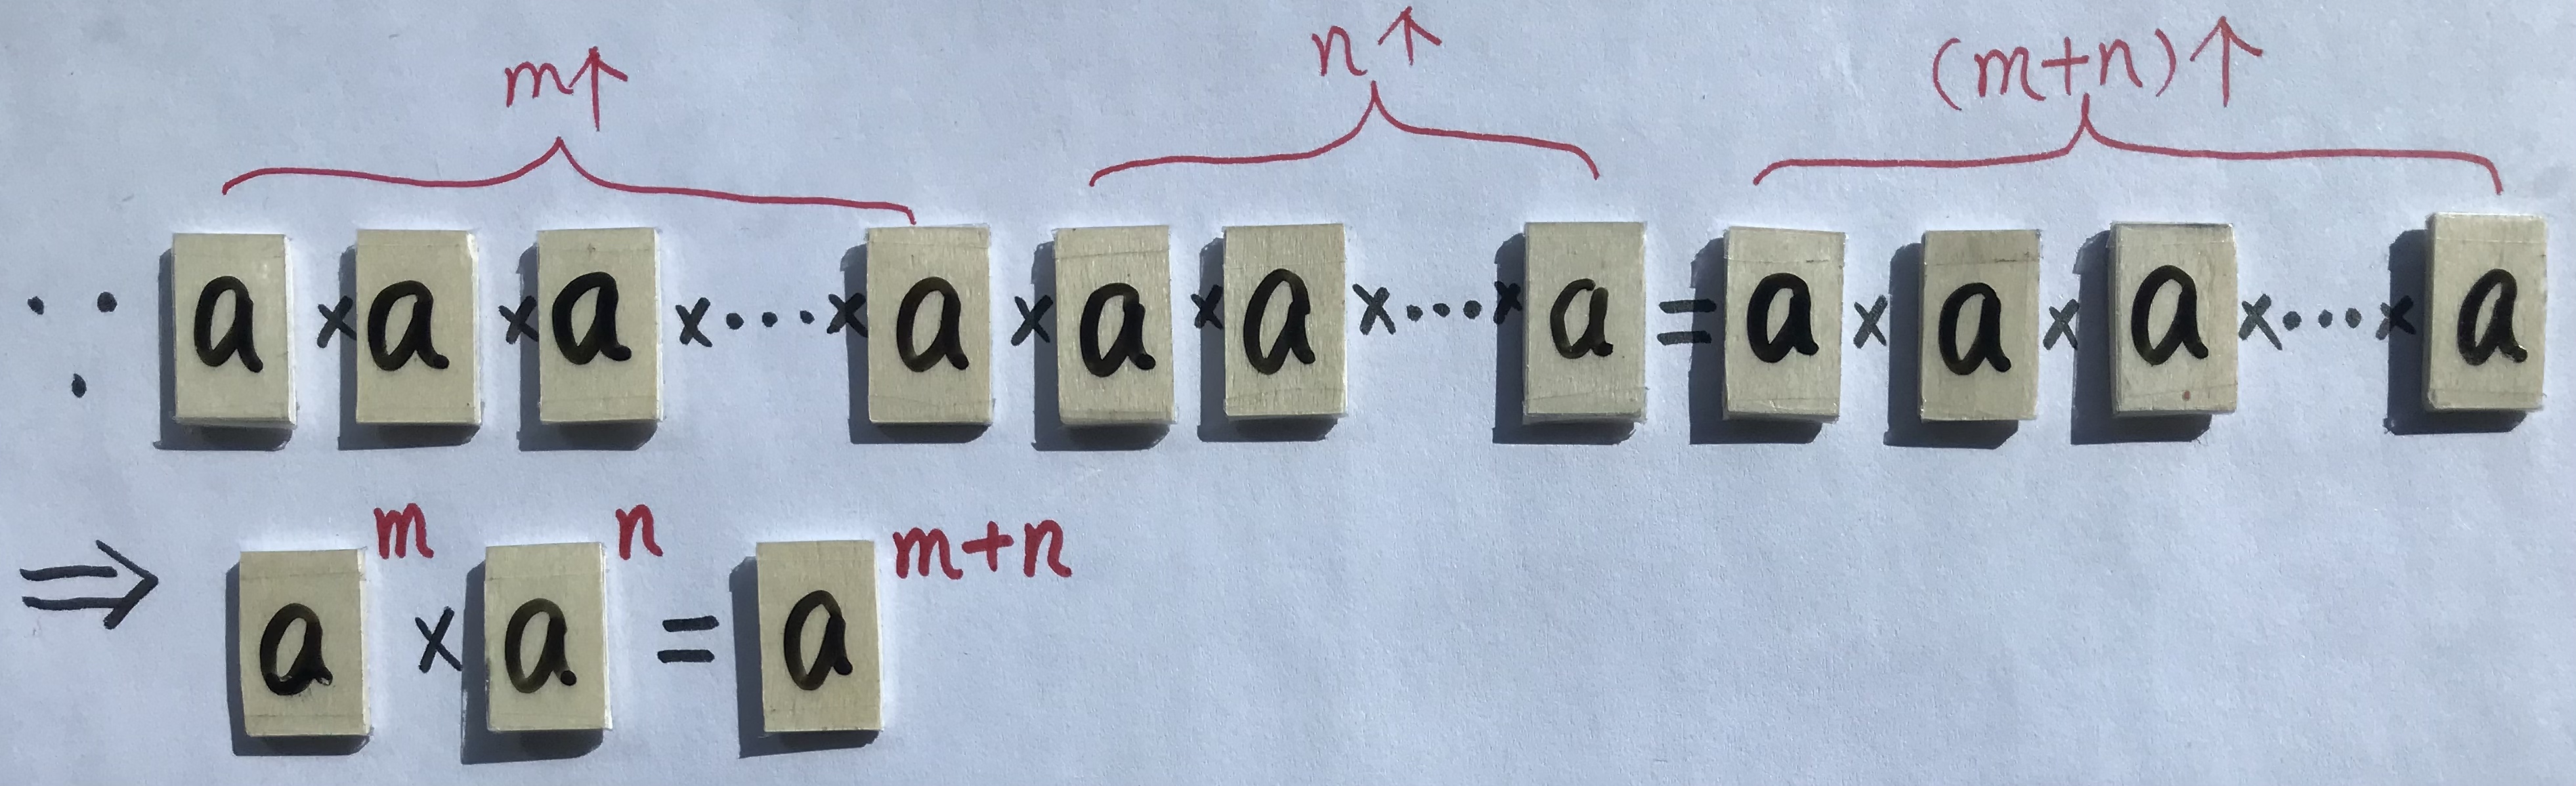 m个 n个 (m+n)个
∵ a × a × a × ··· × a × a × a × ··· × a = a × a × a × ··· × a
⇒ a^m × a^n = a^(m+n)